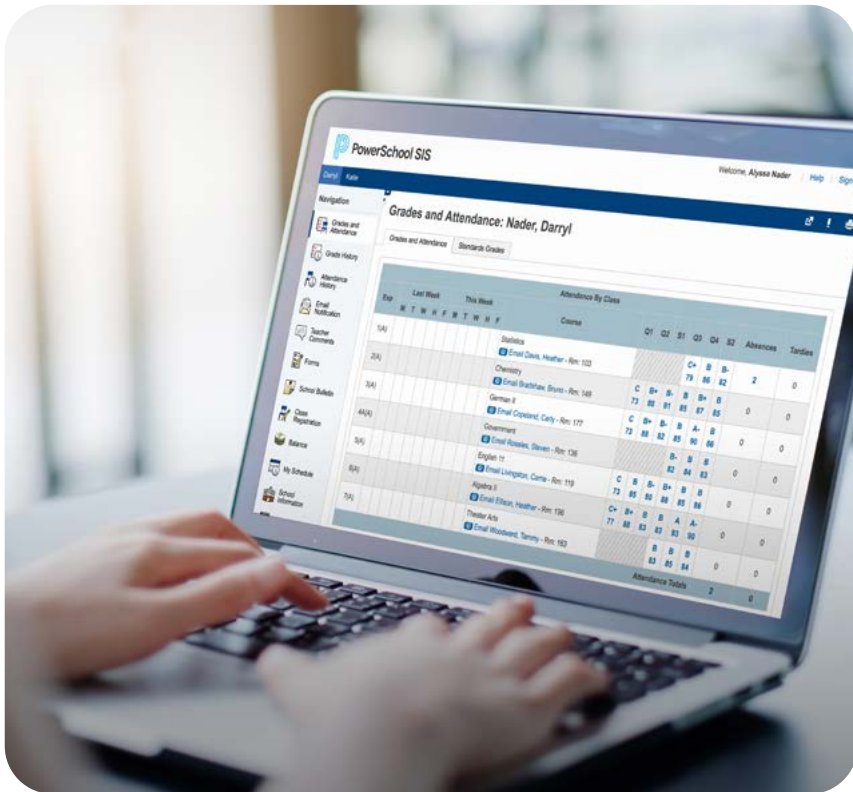 PowerSchool SIS
Welcome, Alyssa Nader Help Sign
Darryl Katie
Navigation
Grades and Attendance
Grade History
Attendance History
Email Notification
Teacher Comments
Forms
School Bulletin
Class Registration
Balance
My Schedule
School Information
Grades and Attendance: Nader, Darryl
Grades and Attendance Standards Grades
Attendance By Class
Exp Last Week This Week Course Q1 Q2 S1 Q3 Q4 S2 Absences Tardies
M T W H F M T W H F
1(A) Statistics C+ B B- 2 0
Email Davis, Heather - Rm: 103 79 86 82
2(A) Chemistry C B+ B- B B+ B 0 0
Email Bradshaw, Bruno - Rm: 149 73 88 81 85 87 85
3(A) German II C B+ B- B A- B 0 0
Email Copeland, Carly - Rm: 177 73 88 82 85 90 86
4A(A) Government B- B B 0 0
Email Rosales, Steven - Rm: 138 82 84 83
5(A) English 11 C B B- B+ B B 0 0
Email Livingston, Corrie - Rm: 119 73 85 80 88 85 86
6(A) Algebra II C+ B+ B B A A- 0 0
Email Ellison, Heather - Rm: 196 77 88 83 83 93 90
7(A) Theater Arts B B B 0 0
Email Woodward, Tammy - Rm: 163 83 85 84
Attendance Totals 2 0